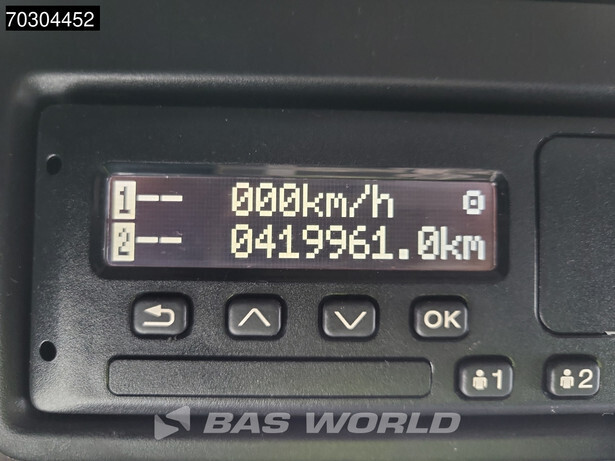 70304452
1-- 000km/h
2-- 0419961.0km
OK
1
2
BAS WORLD